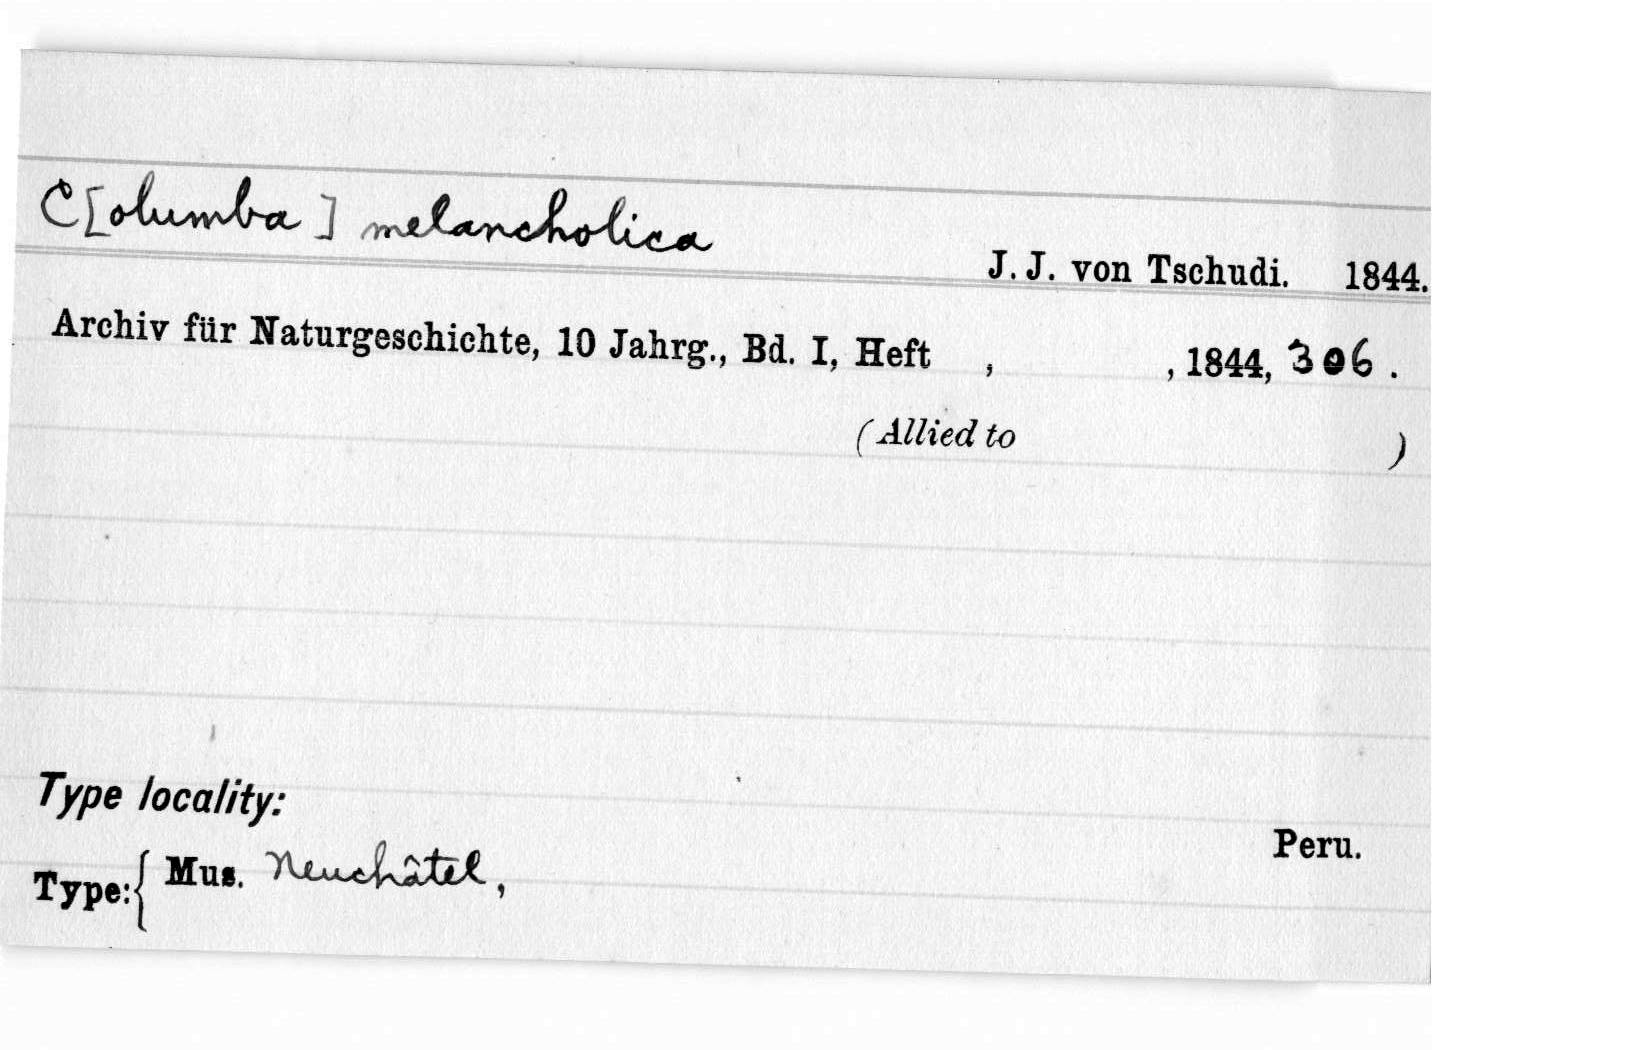 C[olumba] melancholica
J. J. von Tschudi. 1844.
Archiv für Naturgeschichte, 10 Jahrg., Bd. I, Heft , , 1844, 306.
(Allied to )
Type locality:
Peru.
Type: { Mus. Neuchâtel,